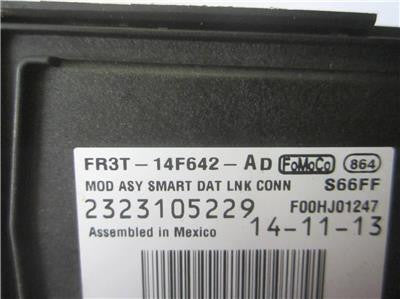 FR3T-14F642-AD FoMoCo 864
MOD ASY SMART DAT LNK CONN S66FF
2323105229 F00HJ01247
Assembled in Mexico 14-11-13